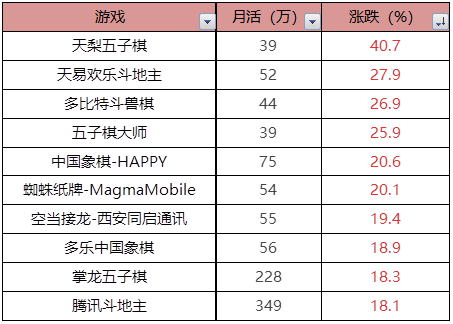 游戏 月活（万） 涨跌（%）
天梨五子棋 39 40.7
天易欢乐斗地主 52 27.9
多比特斗兽棋 44 26.9
五子棋大师 39 25.9
中国象棋-HAPPY 75 20.6
蜘蛛纸牌-MagmaMobile 54 20.1
空当接龙-西安同启通讯 55 19.4
多乐中国象棋 56 18.9
掌龙五子棋 228 18.3
腾讯斗地主 349 18.1